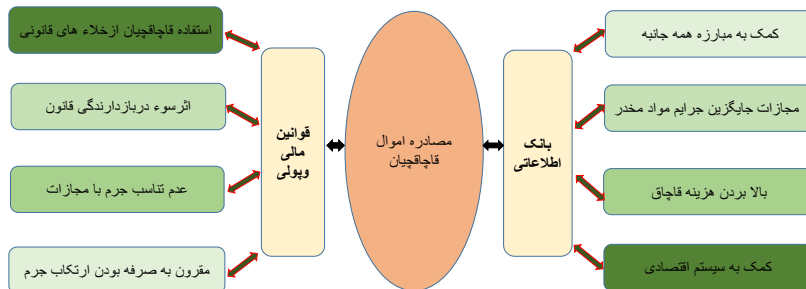 کمک به مبارزه همه جانبه
مجازات جایگزین جرایم مواد مخدر
بالا بردن هزینه قاچاق
کمک به سیستم اقتصادی
بانک
اطلاعاتی
مصادره اموال
قاچاقچیان
قوانین
مالی
وپولی
استفاده قاچاقچیان ازخلاء های قانونی
اثرسوء دربازدارندگی قانون
عدم تناسب جرم با مجازات
مقرون به صرفه بودن ارتکاب جرم